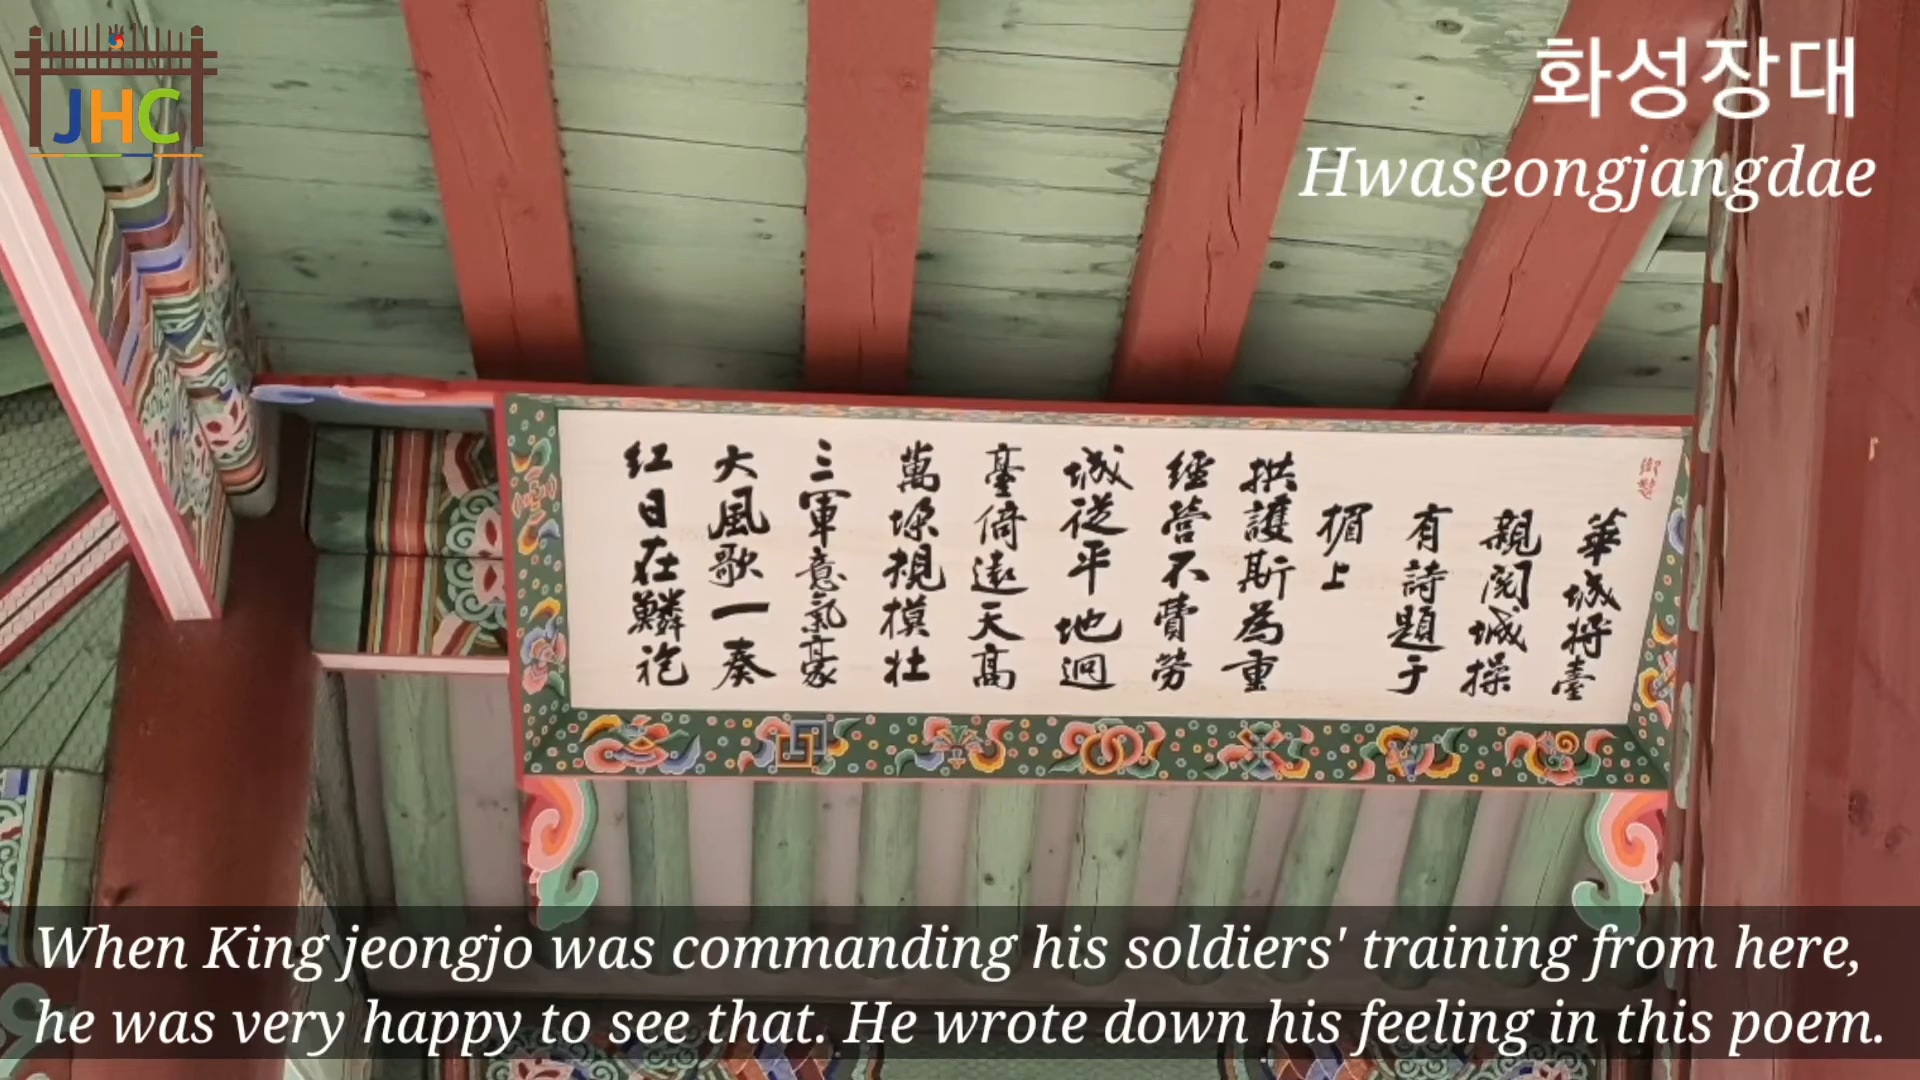 JHC
화성장대
Hwaseongjangdae
御製
華城將臺
親閱城操
有詩題于
楣上
拱護斯為重
經營不費勞
城從平地迥
臺倚遠天高
萬垛規模壯
三軍意氣豪
大風歌一奏
紅日在鱗袍
When King jeongjo was commanding his soldiers' training from here,
he was very happy to see that. He wrote down his feeling in this poem.